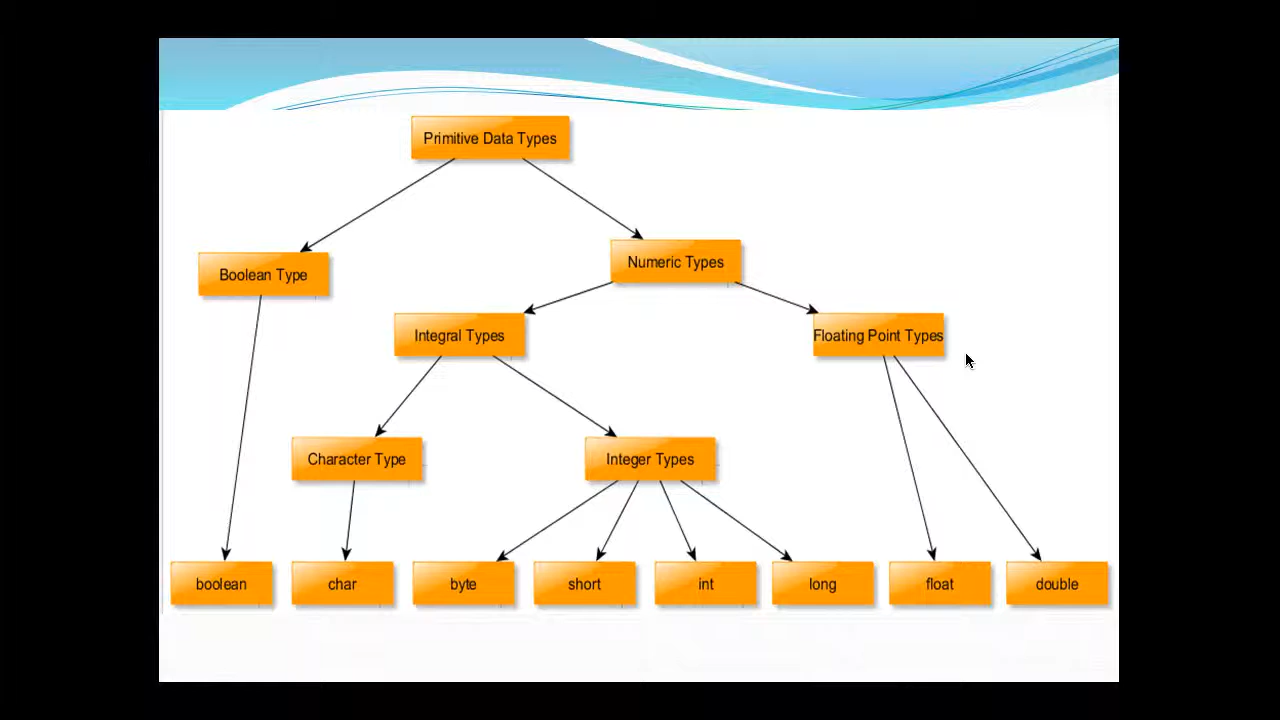 Primitive Data Types
Boolean Type
Numeric Types
Integral Types
Floating Point Types
Character Type
Integer Types
boolean
char
byte
short
int
long
float
double